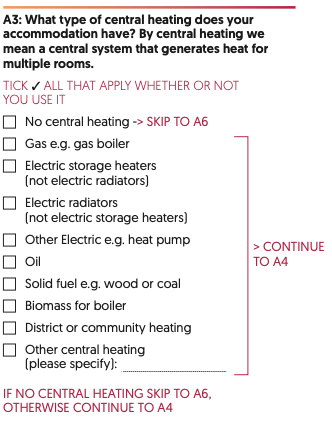 A3: What type of central heating does your
accommodation have? By central heating we
mean a central system that generates heat for
multiple rooms.
TICK ✓ ALL THAT APPLY WHETHER OR NOT
YOU USE IT
No central heating -> SKIP TO A6
Gas e.g. gas boiler
Electric storage heaters
(not electric radiators)
Electric radiators
(not electric storage heaters)
Other Electric e.g. heat pump
Oil
Solid fuel e.g. wood or coal
Biomass for boiler
District or community heating
Other central heating
(please specify):
> CONTINUE
TO A4
IF NO CENTRAL HEATING SKIP TO A6,
OTHERWISE CONTINUE TO A4